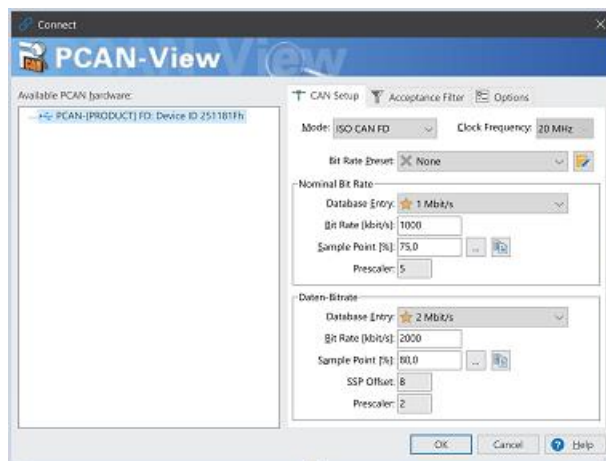 Connect
PCAN-View
Available PCAN hardware:
PCAN-[PRODUCT] FD: Device ID 251181Fh
CAN Setup Acceptance Filter Options
Mode: ISO CAN FD Clock Frequency: 20 MHz
Bit Rate Preset: None
Nominal Bit Rate
Database Entry: 1 Mbit/s
Bit Rate [kbit/s]: 1000
Sample Point [%]: 75,0 ...
Prescaler: 5
Daten-Bitrate
Database Entry: 2 Mbit/s
Bit Rate [kbit/s]: 2000
Sample Point [%]: 80,0 ...
SSP Offset: 8
Prescaler: 2
OK Cancel Help